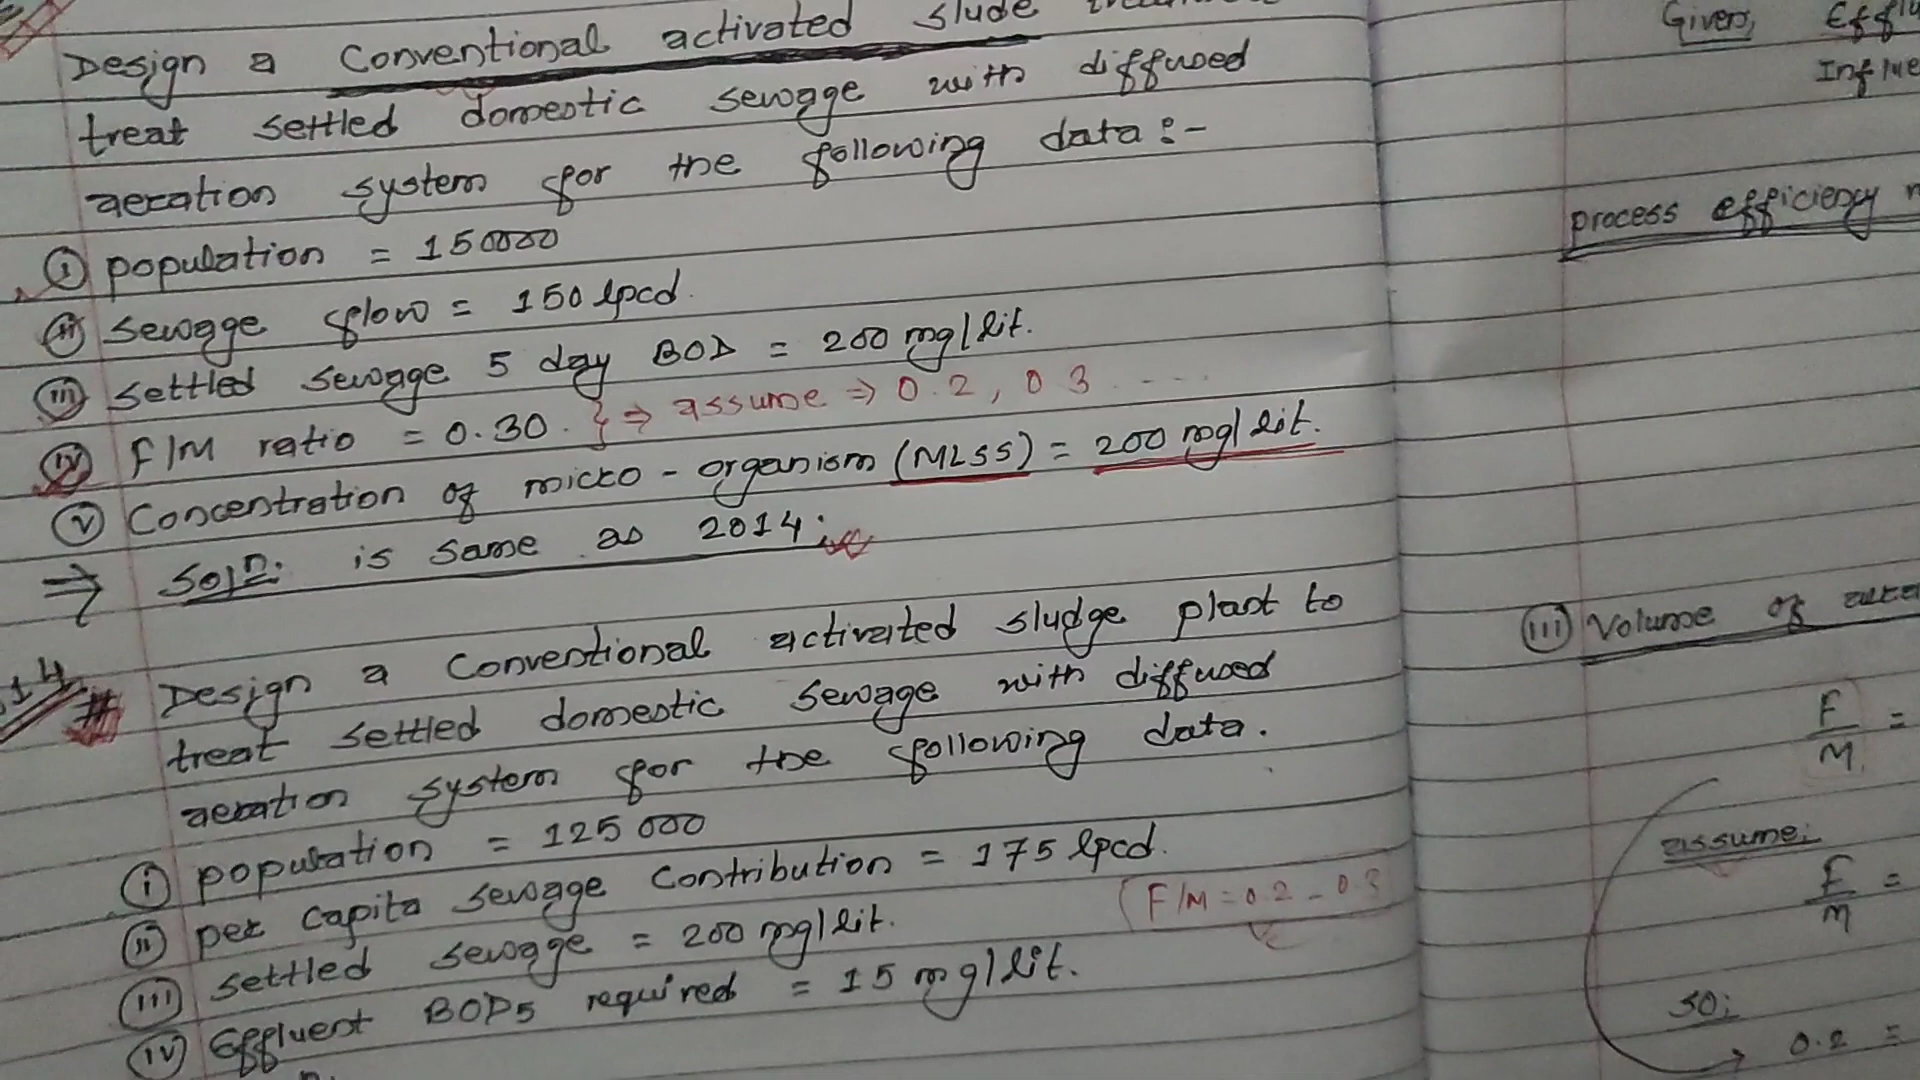 Design a Conventional activated slude
treat settled domestic sewage with diffused
aeration system for the following data :-
(i) population = 150000
(ii) sewage flow = 150 lpcd.
(iii) settled sewage 5 day BOD = 200 mg/lit.
(iv) F/M ratio = 0.30. } ⇒ assume ⇒ 0.2, 0.3 ....
(v) Concentration of micro-organism (MLSS) = 200 mg/lit.
⇒ Soln: is same as 2014:
# Design a Conventional activated sludge plant to
treat settled domestic sewage with diffused
aeration system for the following data.
(i) population = 125000
(ii) per Capita sewage Contribution = 175 lpcd.
(F/M = 0.2 - 0.3
(iii) settled sewage = 200 mg/lit.
(iv) Effluent BOD5 required = 15 mg/lit.
Given,
process efficiency
(iii) Volume of
F/M =
assume:
F/M =
so:
0.2 =